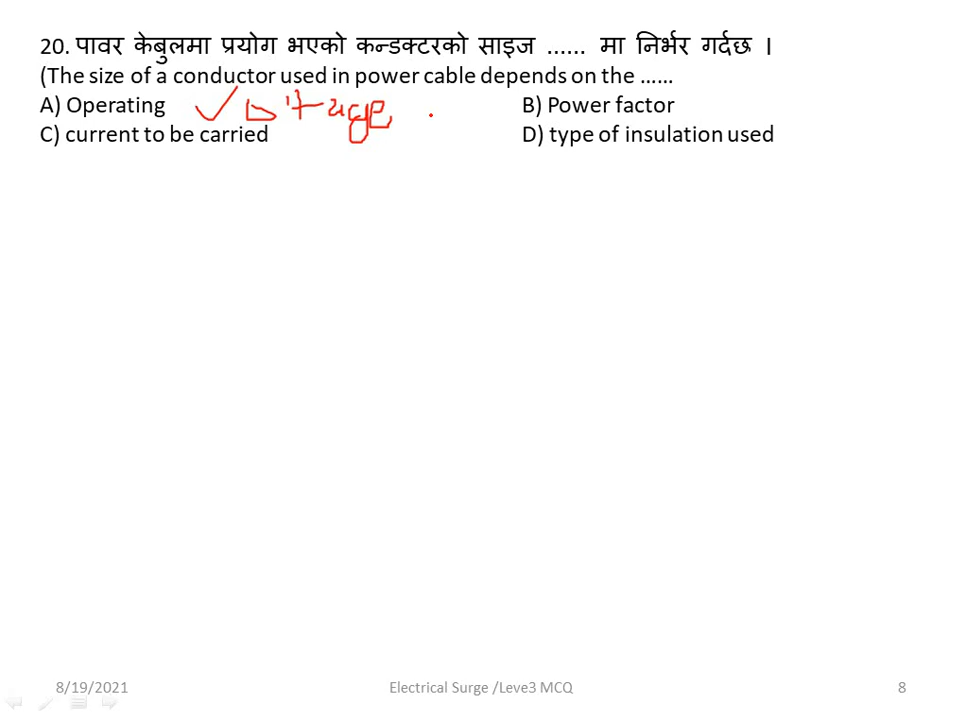 20. पावर केबुलमा प्रयोग भएको कन्डक्टरको साइज ...... मा निर्भर गर्दछ ।
(The size of a conductor used in power cable depends on the ……
A) Operating
B) Power factor
C) current to be carried
D) type of insulation used
8/19/2021
Electrical Surge /Leve3 MCQ
8